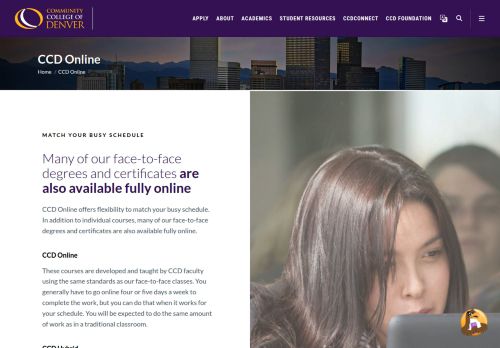 COMMUNITY
COLLEGE OF
DENVER
APPLY ABOUT ACADEMICS STUDENT RESOURCES CCDCONNECT CCD FOUNDATION
CCD Online
Home / CCD Online
MATCH YOUR BUSY SCHEDULE
Many of our face-to-face
degrees and certificates are
also available fully online
CCD Online offers flexibility to match your busy schedule.
In addition to individual courses, many of our face-to-face
degrees and certificates are also available fully online.
CCD Online
These courses are developed and taught by CCD faculty
using the same standards as our face-to-face classes. You
generally have to go online four or five days a week to
complete the work, but you can do that when it works for
your schedule. You will be expected to do the same amount
of work as in a traditional classroom.
CCD Hybrid